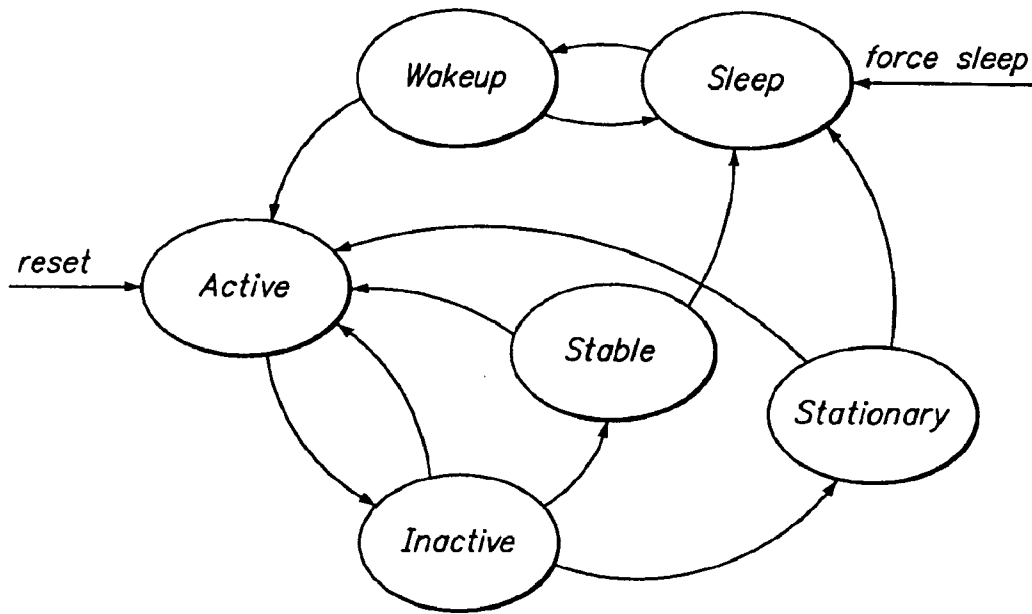 Wakeup
Sleep
force sleep
reset
Active
Stable
Stationary
Inactive